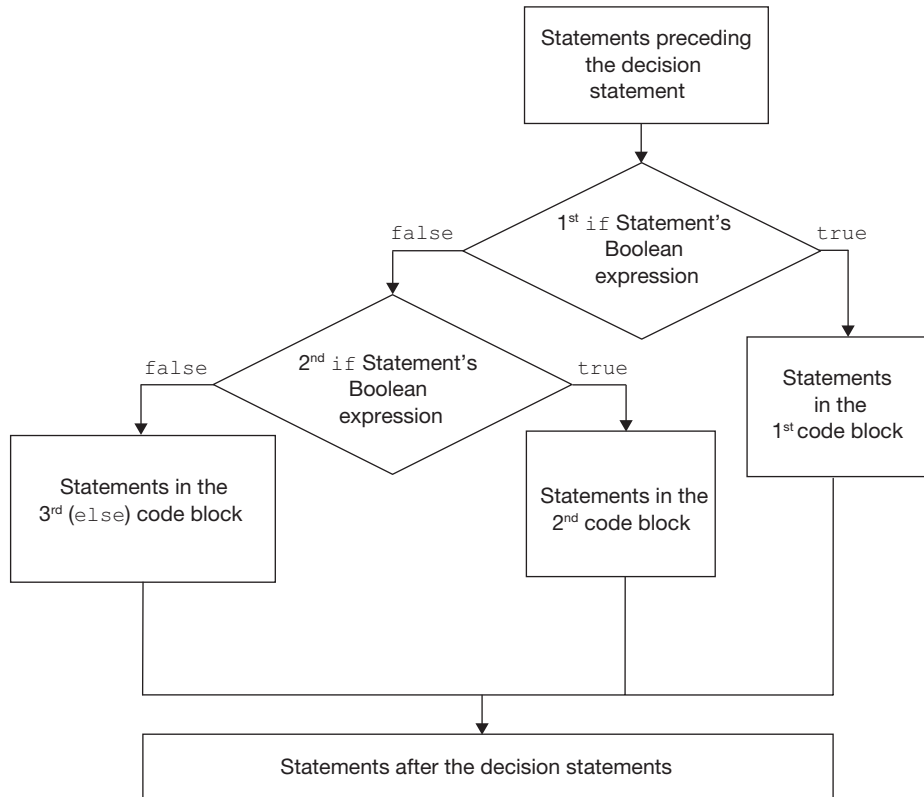 Statements preceding
the decision
statement
1st if Statement's
Boolean
expression
false
true
2nd if Statement's
Boolean
expression
false
true
Statements
in the
1st code block
Statements in the
3rd (else) code block
Statements in the
2nd code block
Statements after the decision statements